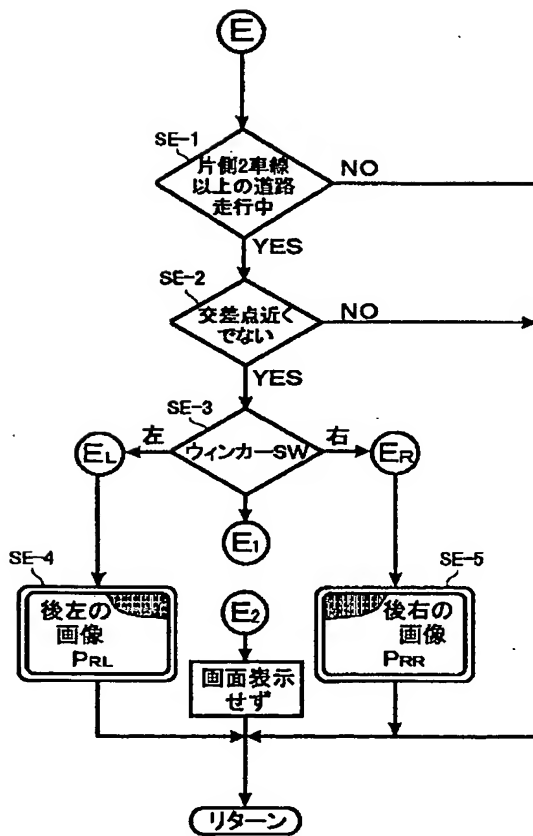 E
SE-1
片側2車線
以上の道路
走行中
NO
YES
SE-2
交差点近く
でない
NO
YES
SE-3
左
ウィンカーSW
右
EL
ER
E1
SE-4
後左の
画像
PRL
E2
画面表示
せず
SE-5
後右の
画像
PRR
リターン